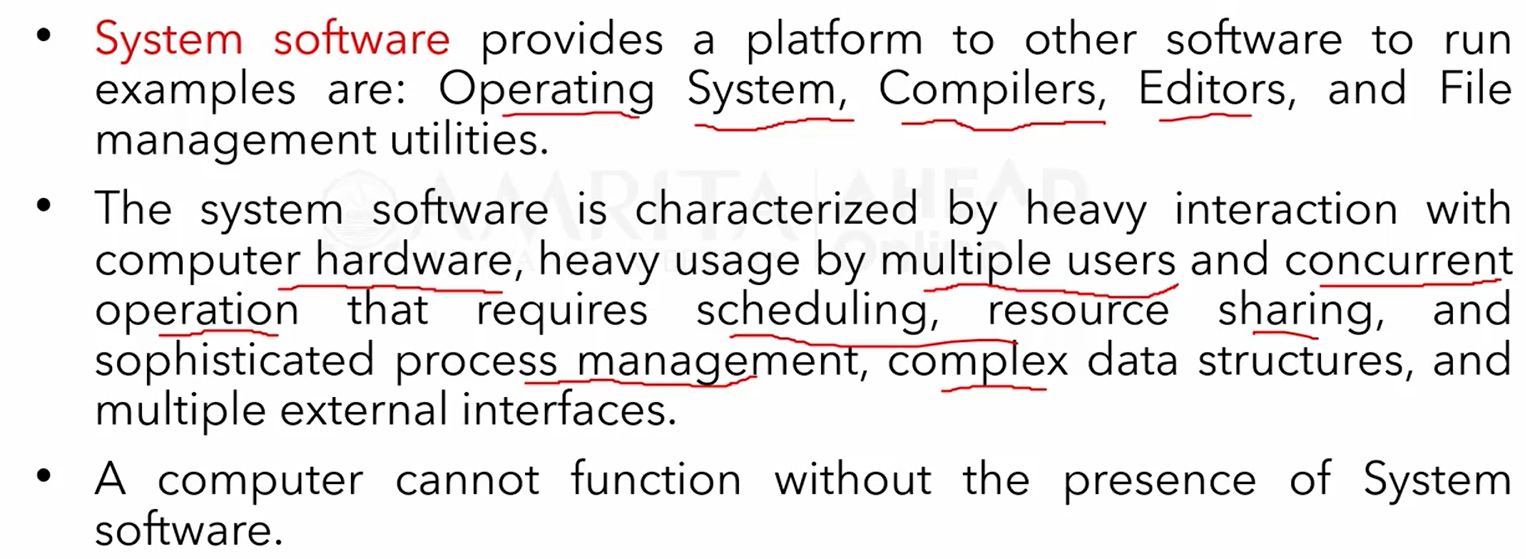 • System software provides a platform to other software to run
examples are: Operating System, Compilers, Editors, and File
management utilities.
• The system software is characterized by heavy interaction with
computer hardware, heavy usage by multiple users and concurrent
operation that requires scheduling, resource sharing, and
sophisticated process management, complex data structures, and
multiple external interfaces.
• A computer cannot function without the presence of System
software.
AMRITA AHEAD
Online